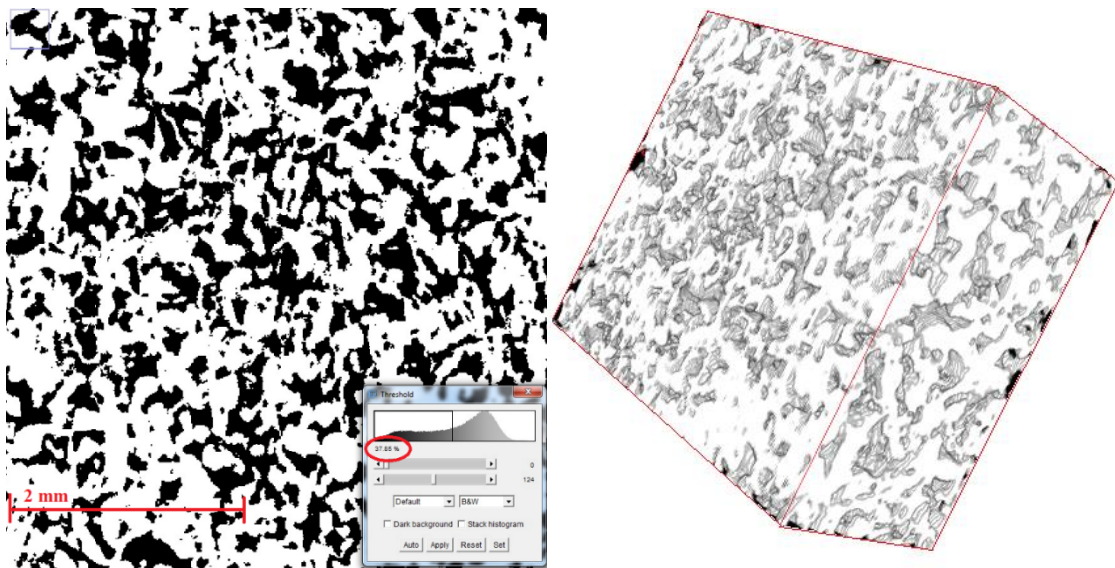 Threshold
37.86 %
0
124
Default B&W
Dark background Stack histogram
Auto Apply Reset Set
2 mm